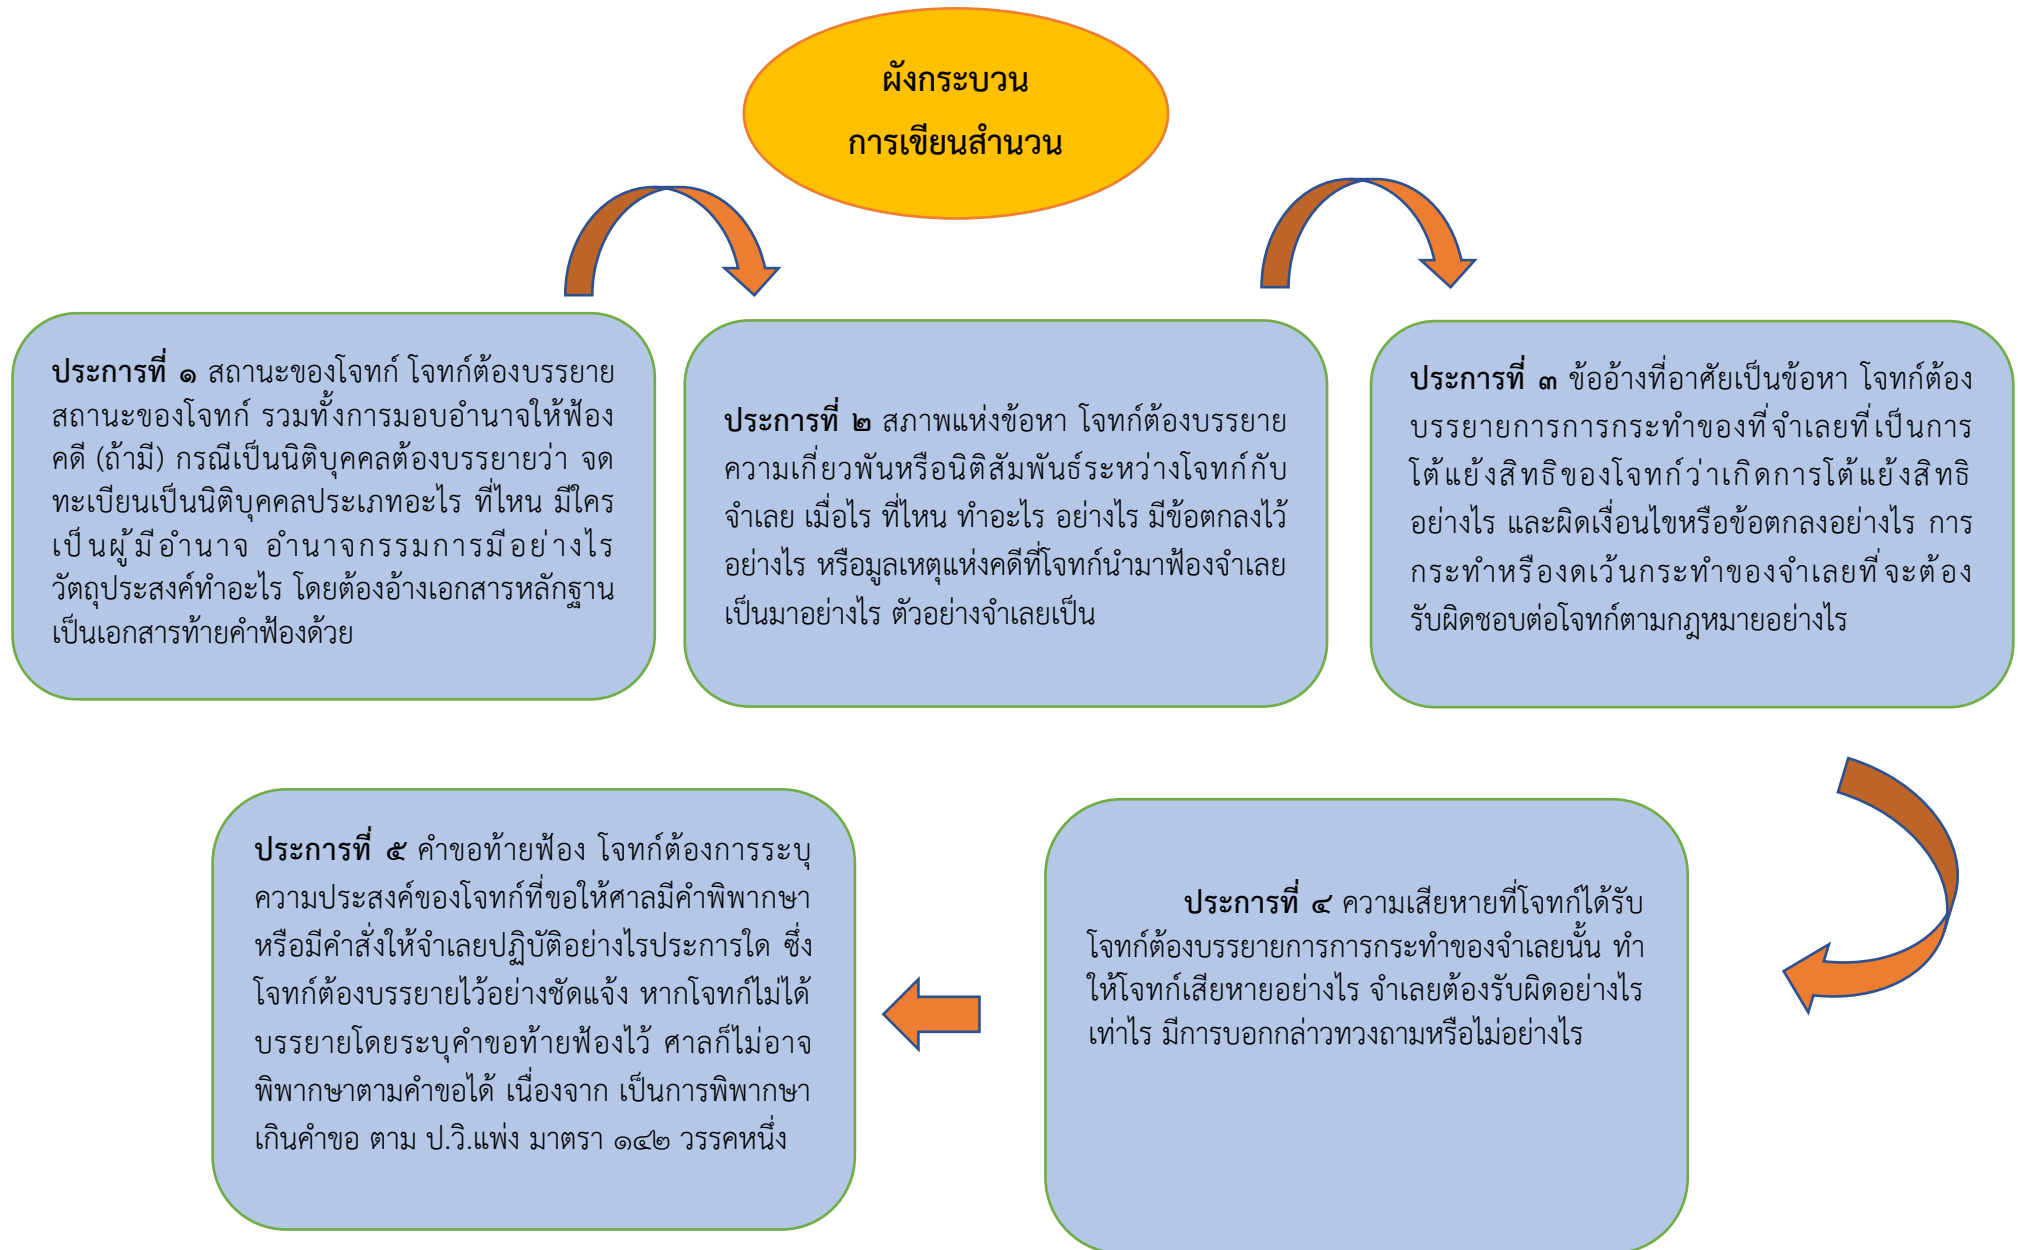 ผังกระบวน
การเขียนสำนวน
ประการที่ ๑ สถานะของโจทก์ โจทก์ต้องบรรยาย
สถานะของโจทก์ รวมทั้งการมอบอำนาจให้ฟ้อง
คดี (ถ้ามี) กรณีเป็นนิติบุคคลต้องบรรยายว่า จด
ทะเบียนเป็นนิติบุคคลประเภทอะไร ที่ไหน มีใคร
เป็นผู้มีอำนาจ อำนาจกรรมการมีอย่างไร
วัตถุประสงค์ทำอะไร โดยต้องอ้างเอกสารหลักฐาน
เป็นเอกสารท้ายคำฟ้องด้วย
ประการที่ ๒ สภาพแห่งข้อหา โจทก์ต้องบรรยาย
ความเกี่ยวพันหรือนิติสัมพันธ์ระหว่างโจทก์กับ
จำเลย เมื่อไร ที่ไหน ทำอะไร อย่างไร มีข้อตกลงไว้
อย่างไร หรือมูลเหตุแห่งคดีที่โจทก์นำมาฟ้องจำเลย
เป็นมาอย่างไร ตัวอย่างจำเลยเป็น
ประการที่ ๓ ข้ออ้างที่อาศัยเป็นข้อหา โจทก์ต้อง
บรรยายการการกระทำของที่จำเลยที่เป็นการ
โต้แย้งสิทธิของโจทก์ว่าเกิดการโต้แย้งสิทธิ
อย่างไร และผิดเงื่อนไขหรือข้อตกลงอย่างไร การ
กระทำหรืองดเว้นกระทำของจำเลยที่จะต้อง
รับผิดชอบต่อโจทก์ตามกฎหมายอย่างไร
ประการที่ ๔ ความเสียหายที่โจทก์ได้รับ
โจทก์ต้องบรรยายการการกระทำของจำเลยนั้น ทำ
ให้โจทก์เสียหายอย่างไร จำเลยต้องรับผิดอย่างไร
เท่าไร มีการบอกกล่าวทวงถามหรือไม่อย่างไร
ประการที่ ๕ คำขอท้ายฟ้อง โจทก์ต้องการระบุ
ความประสงค์ของโจทก์ที่ขอให้ศาลมีคำพิพากษา
หรือมีคำสั่งให้จำเลยปฏิบัติอย่างไรประการใด ซึ่ง
โจทก์ต้องบรรยายไว้อย่างชัดแจ้ง หากโจทก์ไม่ได้
บรรยายโดยระบุคำขอท้ายฟ้องไว้ ศาลก็ไม่อาจ
พิพากษาตามคำขอได้ เนื่องจาก เป็นการพิพากษา
เกินคำขอ ตาม ป.วิ.แพ่ง มาตรา ๑๔๒ วรรคหนึ่ง